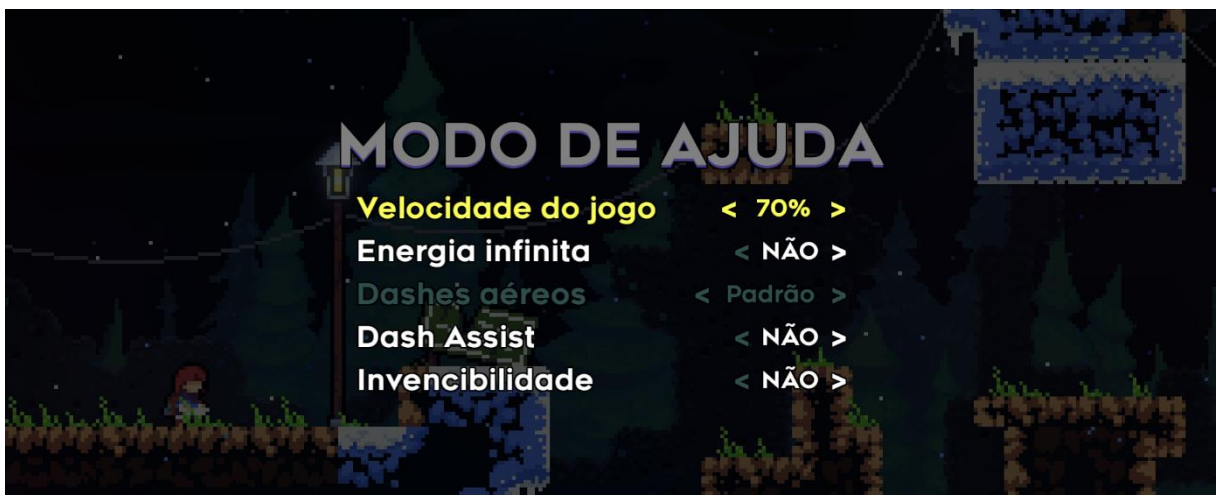 MODO DE AJUDA
Velocidade do jogo < 70% >
Energia infinita < NÃO >
Dashes aéreos < Padrão >
Dash Assist < NÃO >
Invencibilidade < NÃO >